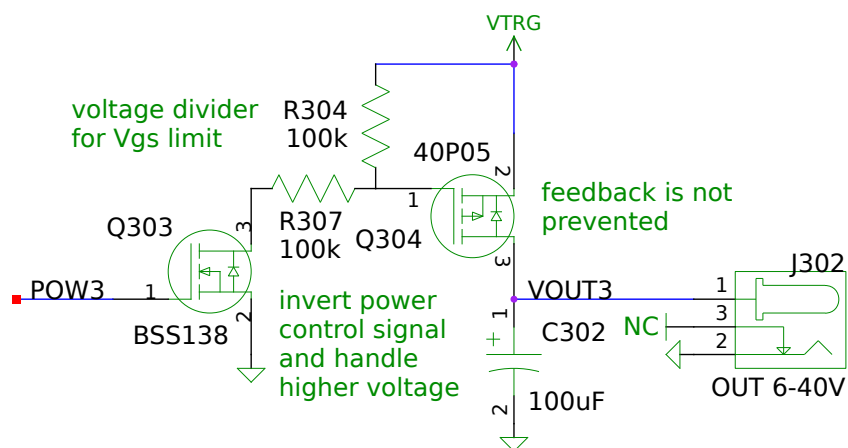 VTRG
voltage divider
for Vgs limit
R304
100k
40P05
2
1
feedback is not
prevented
R307
100k
Q304
3
Q303
3
POW3
1
2
BSS138
invert power
control signal
and handle
higher voltage
VOUT3
1
+
C302
100uF
2
J302
1
3
2
NC
OUT 6-40V